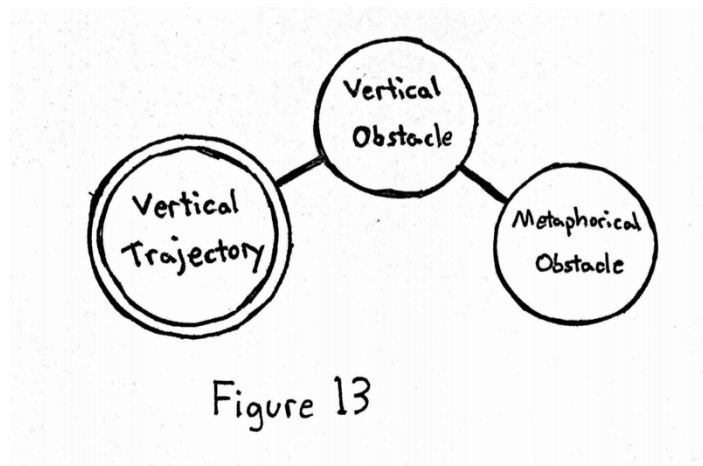 Vertical
Trajectory
Vertical
Obstacle
Metaphorical
Obstacle
Figure 13